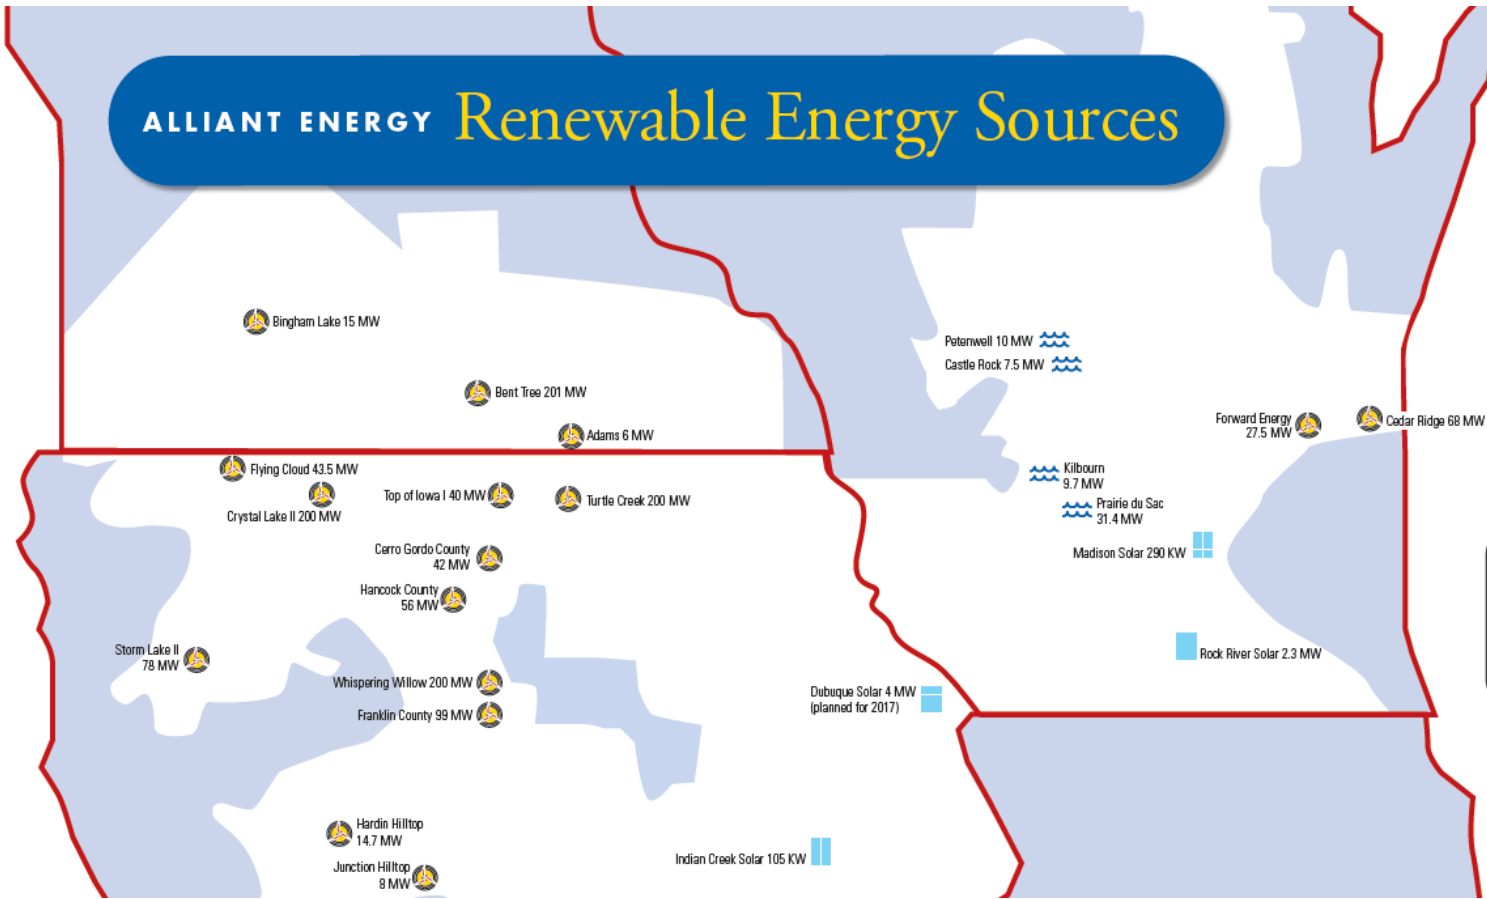 ALLIANT ENERGY Renewable Energy Sources
Bingham Lake 15 MW
Bent Tree 201 MW
Adams 6 MW
Petenwell 10 MW
Castle Rock 7.5 MW
Forward Energy
27.5 MW
Cedar Ridge 68 MW
Flying Cloud 43.5 MW
Crystal Lake II 200 MW
Top of Iowa I 40 MW
Turtle Creek 200 MW
Kilbourn
9.7 MW
Prairie du Sac
31.4 MW
Madison Solar 290 KW
Cerro Gordo County
42 MW
Hancock County
56 MW
Storm Lake II
78 MW
Whispering Willow 200 MW
Franklin County 99 MW
Rock River Solar 2.3 MW
Dubuque Solar 4 MW
(planned for 2017)
Hardin Hilltop
14.7 MW
Junction Hilltop
8 MW
Indian Creek Solar 105 KW